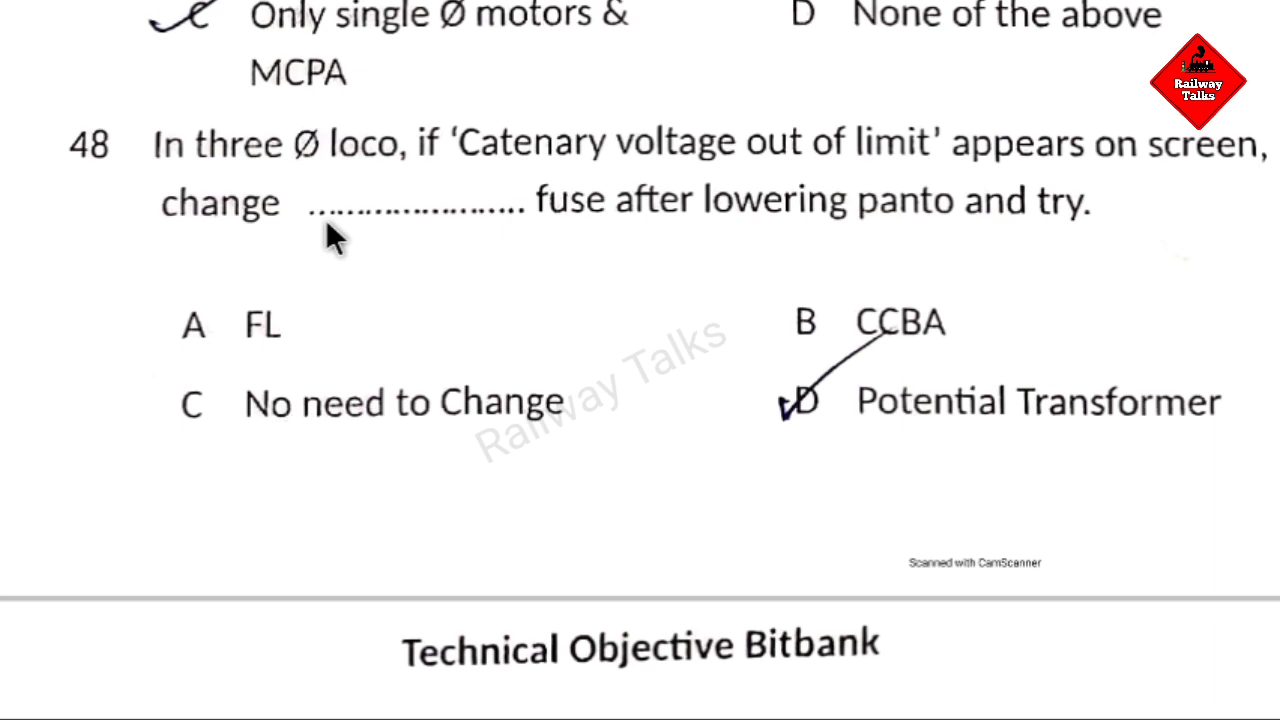 C Only single Ø motors & D None of the above
MCPA
Railway
Talks
48 In three Ø loco, if ‘Catenary voltage out of limit’ appears on screen,
change ........................ fuse after lowering panto and try.
A FL B CCBA
C No need to Change D Potential Transformer
Railway Talks
Scanned with CamScanner
Technical Objective Bitbank